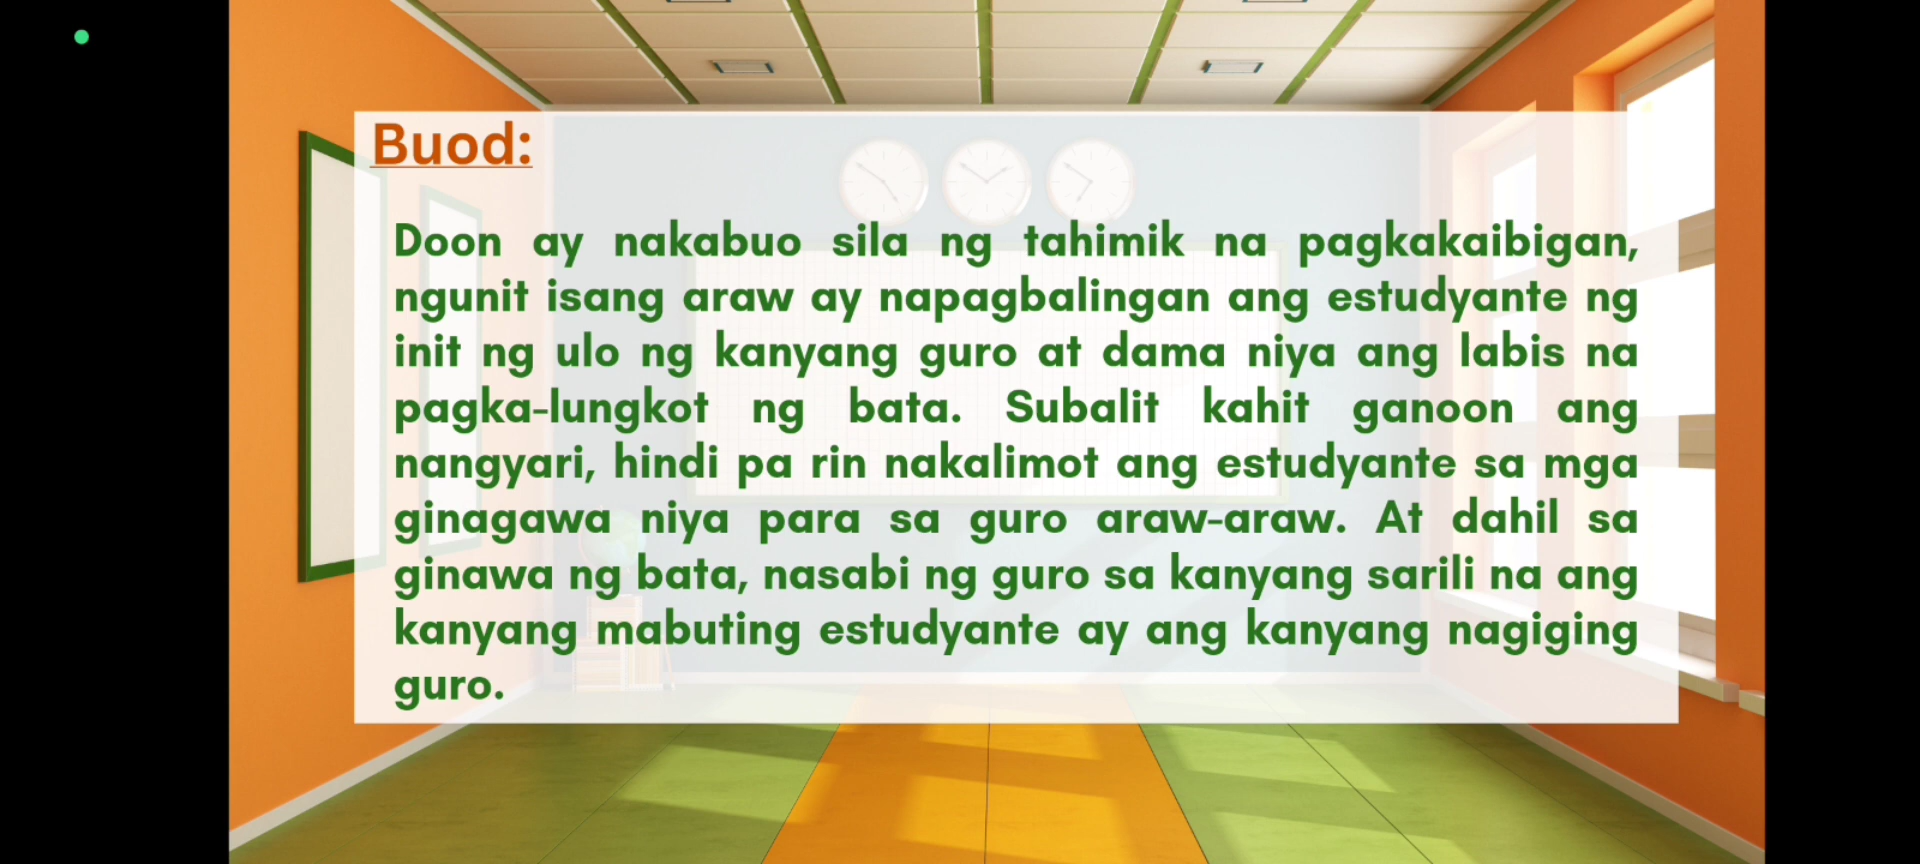 Buod:
Doon ay nakabuo sila ng tahimik na pagkakaibigan,
ngunit isang araw ay napagbalingan ang estudyante ng
init ng ulo ng kanyang guro at dama niya ang labis na
pagka-lungkot ng bata. Subalit kahit ganoon ang
nangyari, hindi pa rin nakalimot ang estudyante sa mga
ginagawa niya para sa guro araw-araw. At dahil sa
ginawa ng bata, nasabi ng guro sa kanyang sarili na ang
kanyang mabuting estudyante ay ang kanyang nagiging
guro.